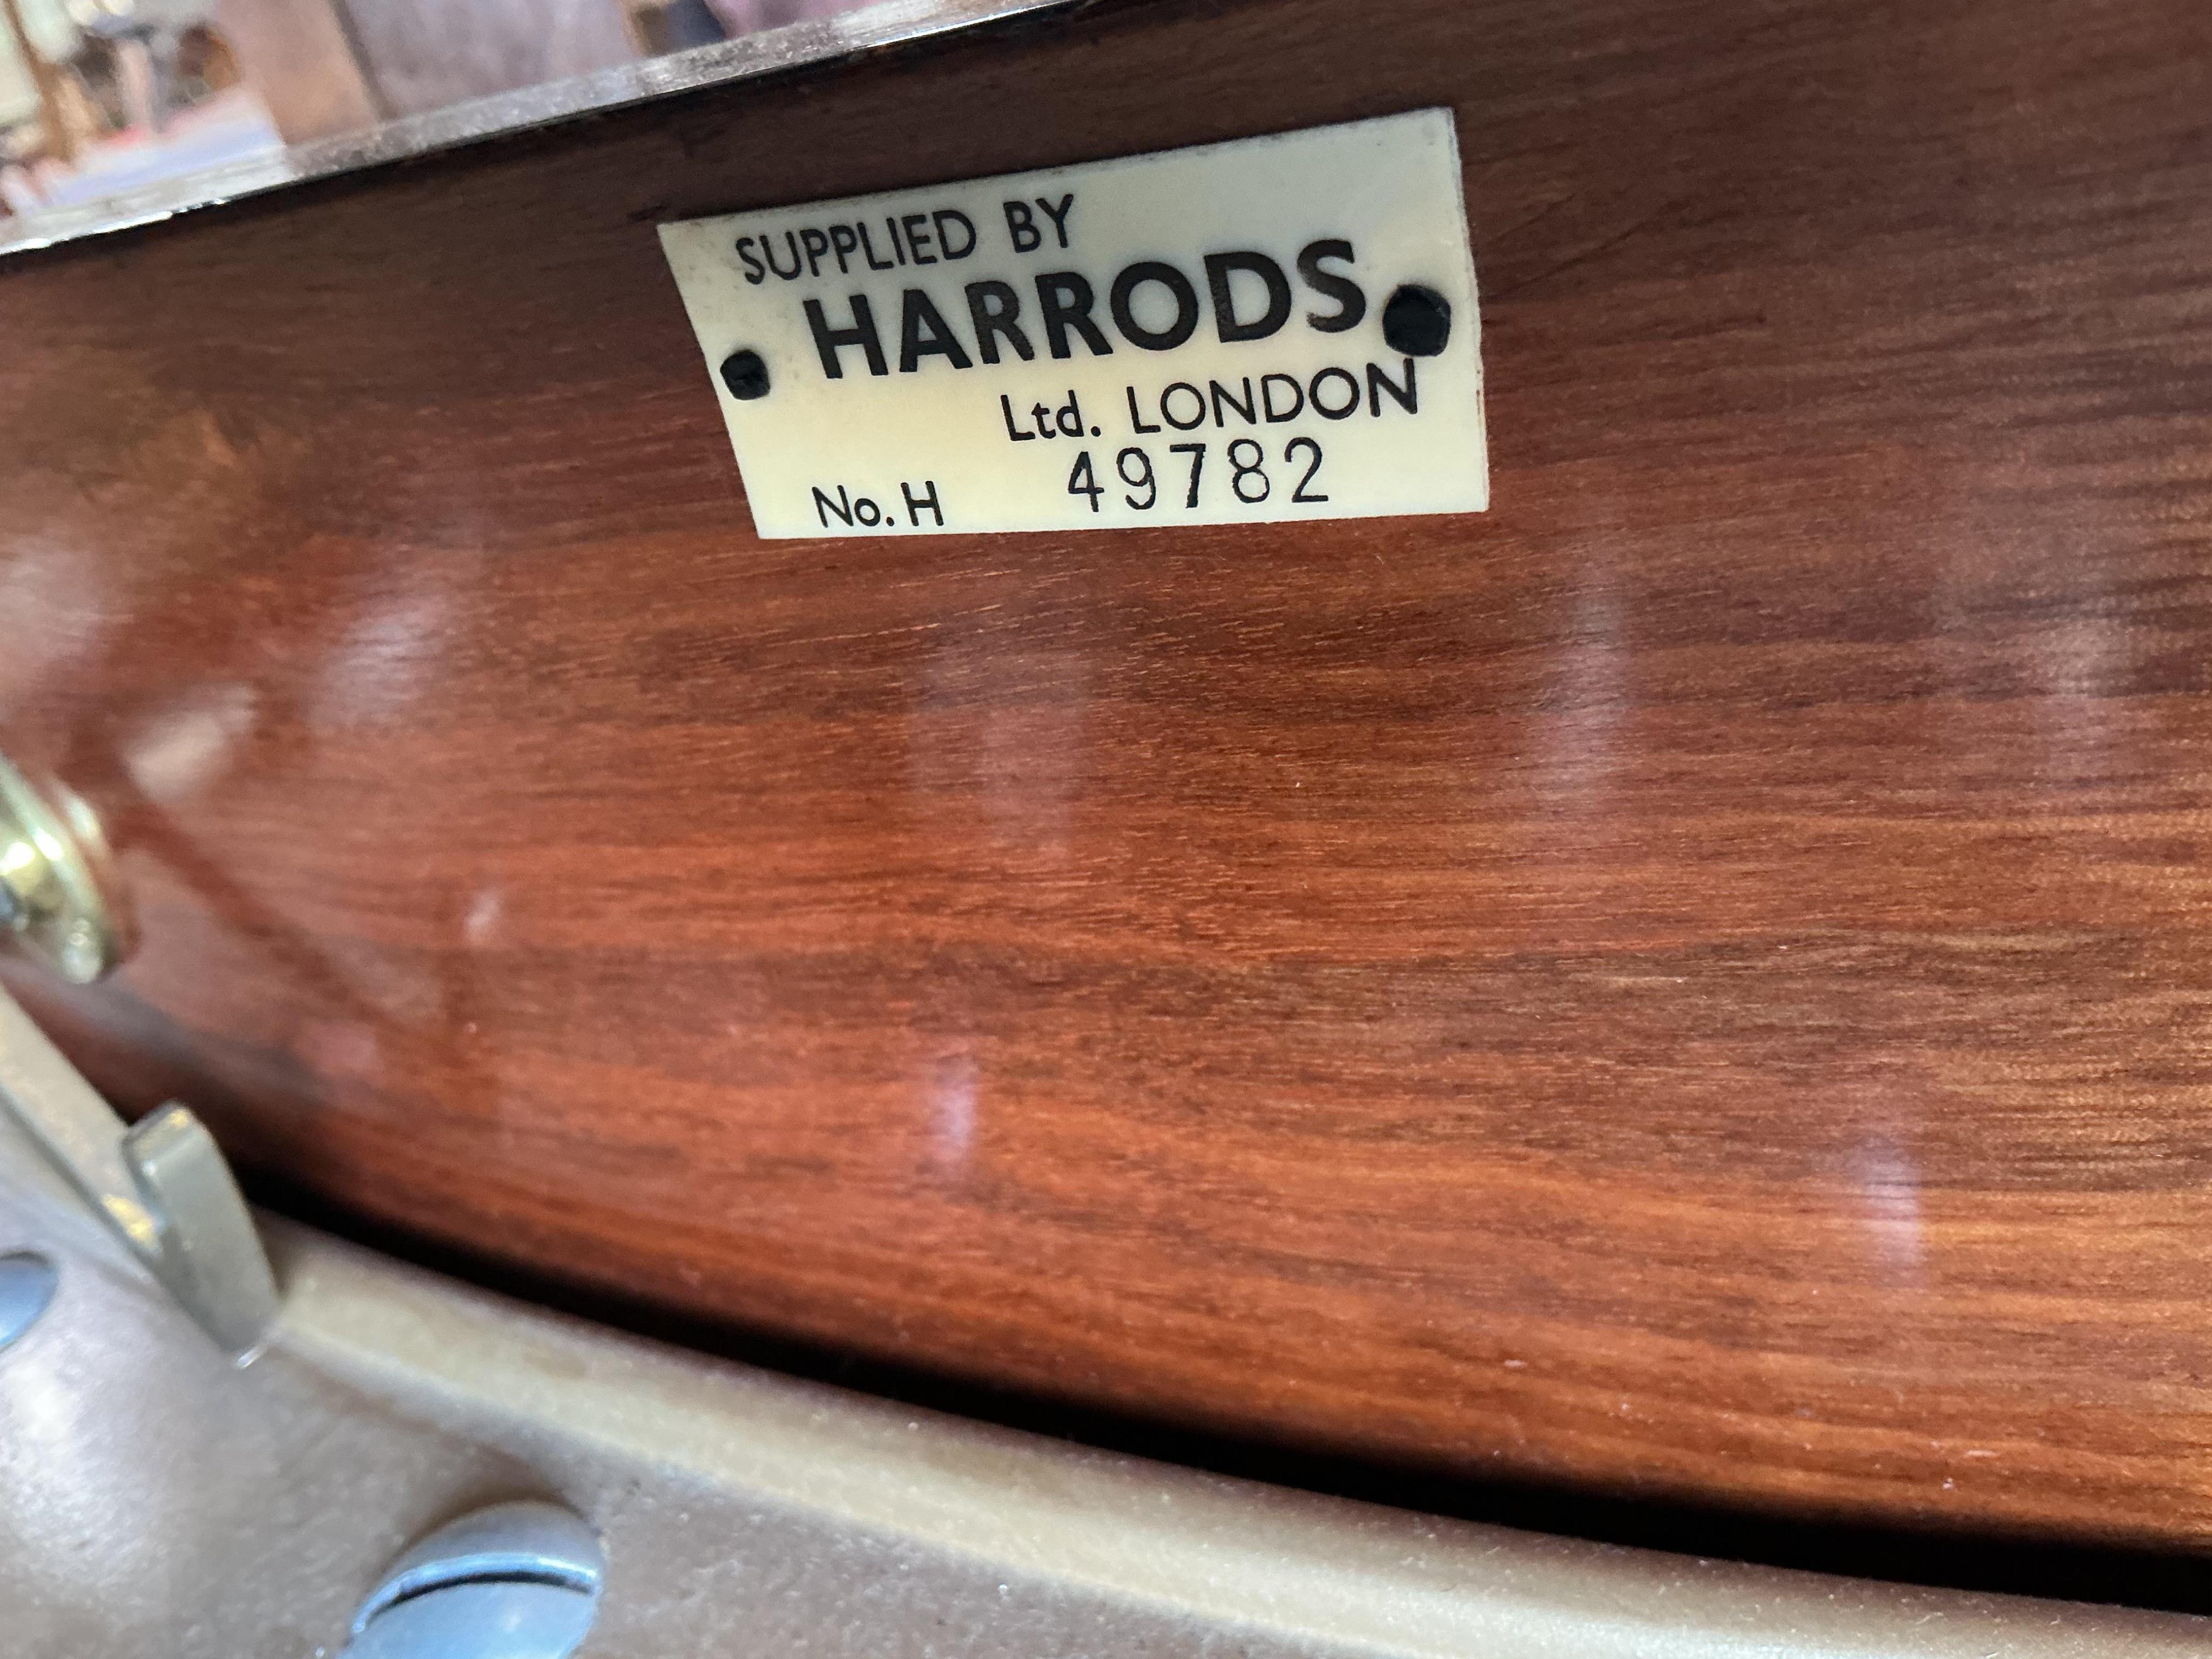 SUPPLIED BY
HARRODS
Ltd. LONDON
No. H 49782